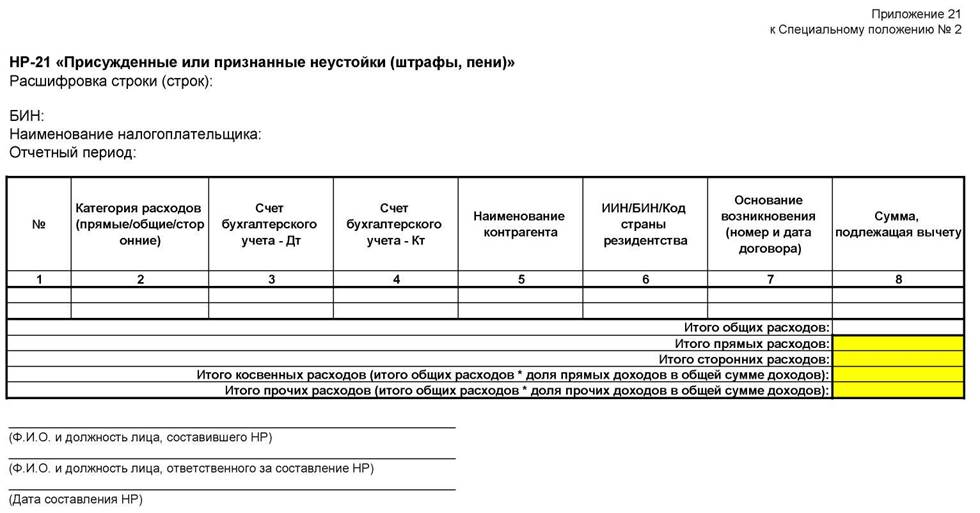 Приложение 21
к Специальному положению № 2
НР-21 «Присужденные или признанные неустойки (штрафы, пени)»
Расшифровка строки (строк):
БИН:
Наименование налогоплательщика:
Отчетный период:
№
Категория расходов
(прямые/общие/стор
онние)
Счет
бухгалтерского
учета - Дт
Счет
бухгалтерского
учета - Кт
Наименование
контрагента
ИИН/БИН/Код
страны
резидентства
Основание
возникновения
(номер и дата
договора)
Сумма,
подлежащая вычету
1 2 3 4 5 6 7 8
Итого общих расходов:
Итого прямых расходов:
Итого сторонних расходов:
Итого косвенных расходов (итого общих расходов * доля прямых доходов в общей сумме доходов):
Итого прочих расходов (итого общих расходов * доля прочих доходов в общей сумме доходов):
(Ф.И.О. и должность лица, составившего НР)
(Ф.И.О. и должность лица, ответственного за составление НР)
(Дата составления НР)